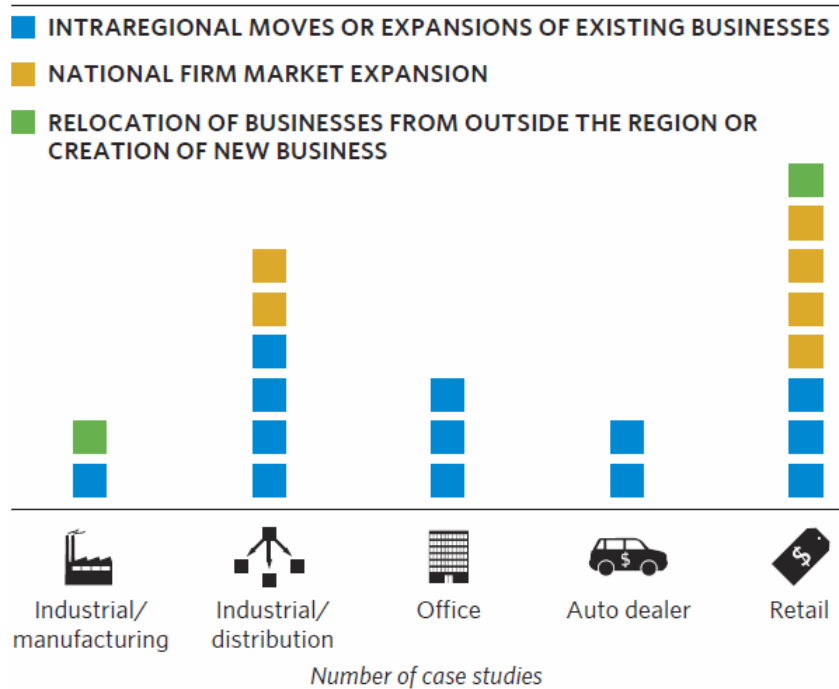 INTRAREGIONAL MOVES OR EXPANSIONS OF EXISTING BUSINESSES
NATIONAL FIRM MARKET EXPANSION
RELOCATION OF BUSINESSES FROM OUTSIDE THE REGION OR
CREATION OF NEW BUSINESS
$
$
Industrial/
manufacturing
Industrial/
distribution
Office
Auto dealer
Retail
Number of case studies